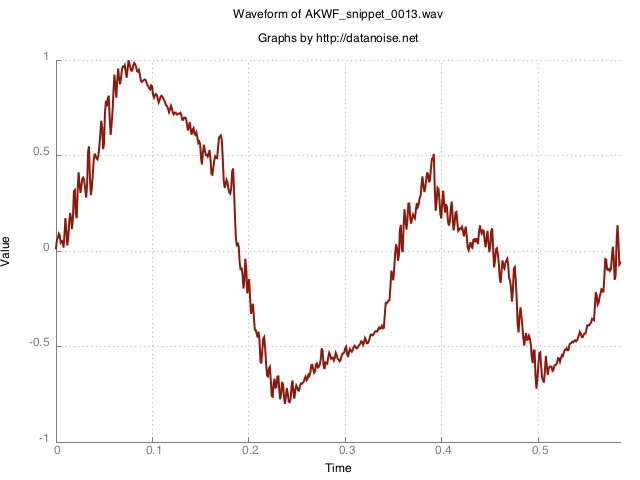 Waveform of AKWF_snippet_0013.wav
Graphs by http://datanoise.net
1
0.5
0
-0.5
-1
Value
0 0.1 0.2 0.3 0.4 0.5
Time